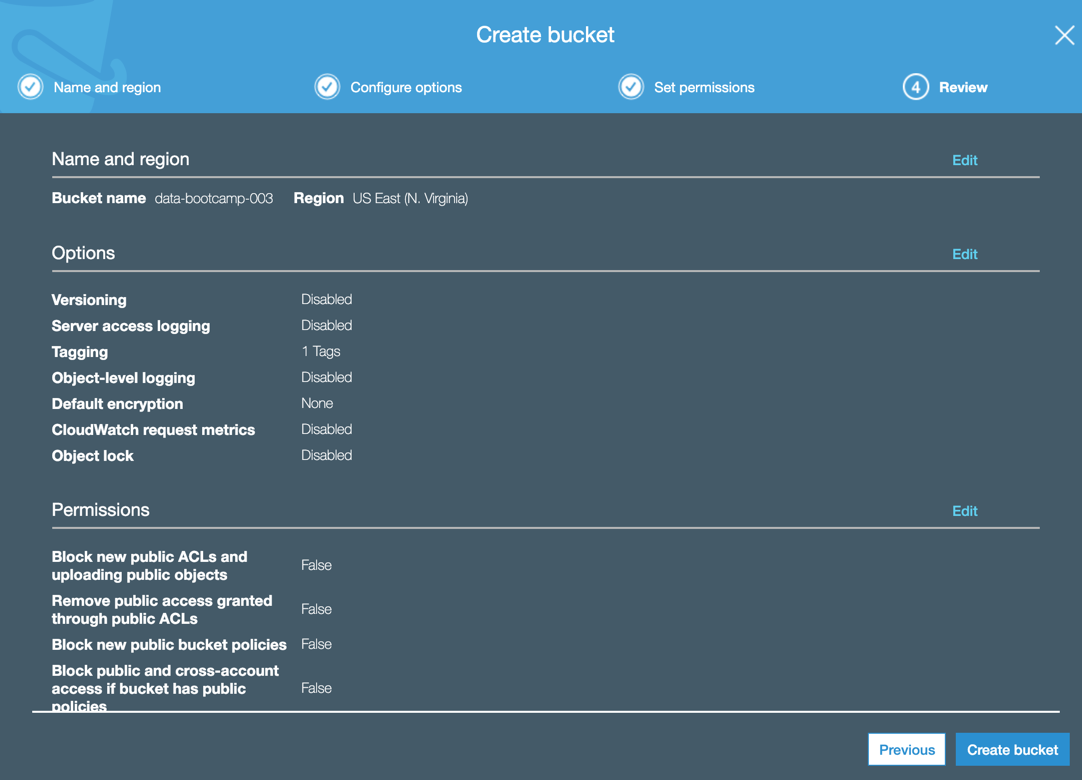 Create bucket
Name and region
Configure options
Set permissions
4 Review
Name and region Edit
Bucket name data-bootcamp-003 Region US East (N. Virginia)
Options Edit
Versioning Disabled
Server access logging Disabled
Tagging 1 Tags
Object-level logging Disabled
Default encryption None
CloudWatch request metrics Disabled
Object lock Disabled
Permissions Edit
Block new public ACLs and
uploading public objects False
Remove public access granted
through public ACLs False
Block new public bucket policies False
Block public and cross-account
access if bucket has public False
policies
Previous Create bucket